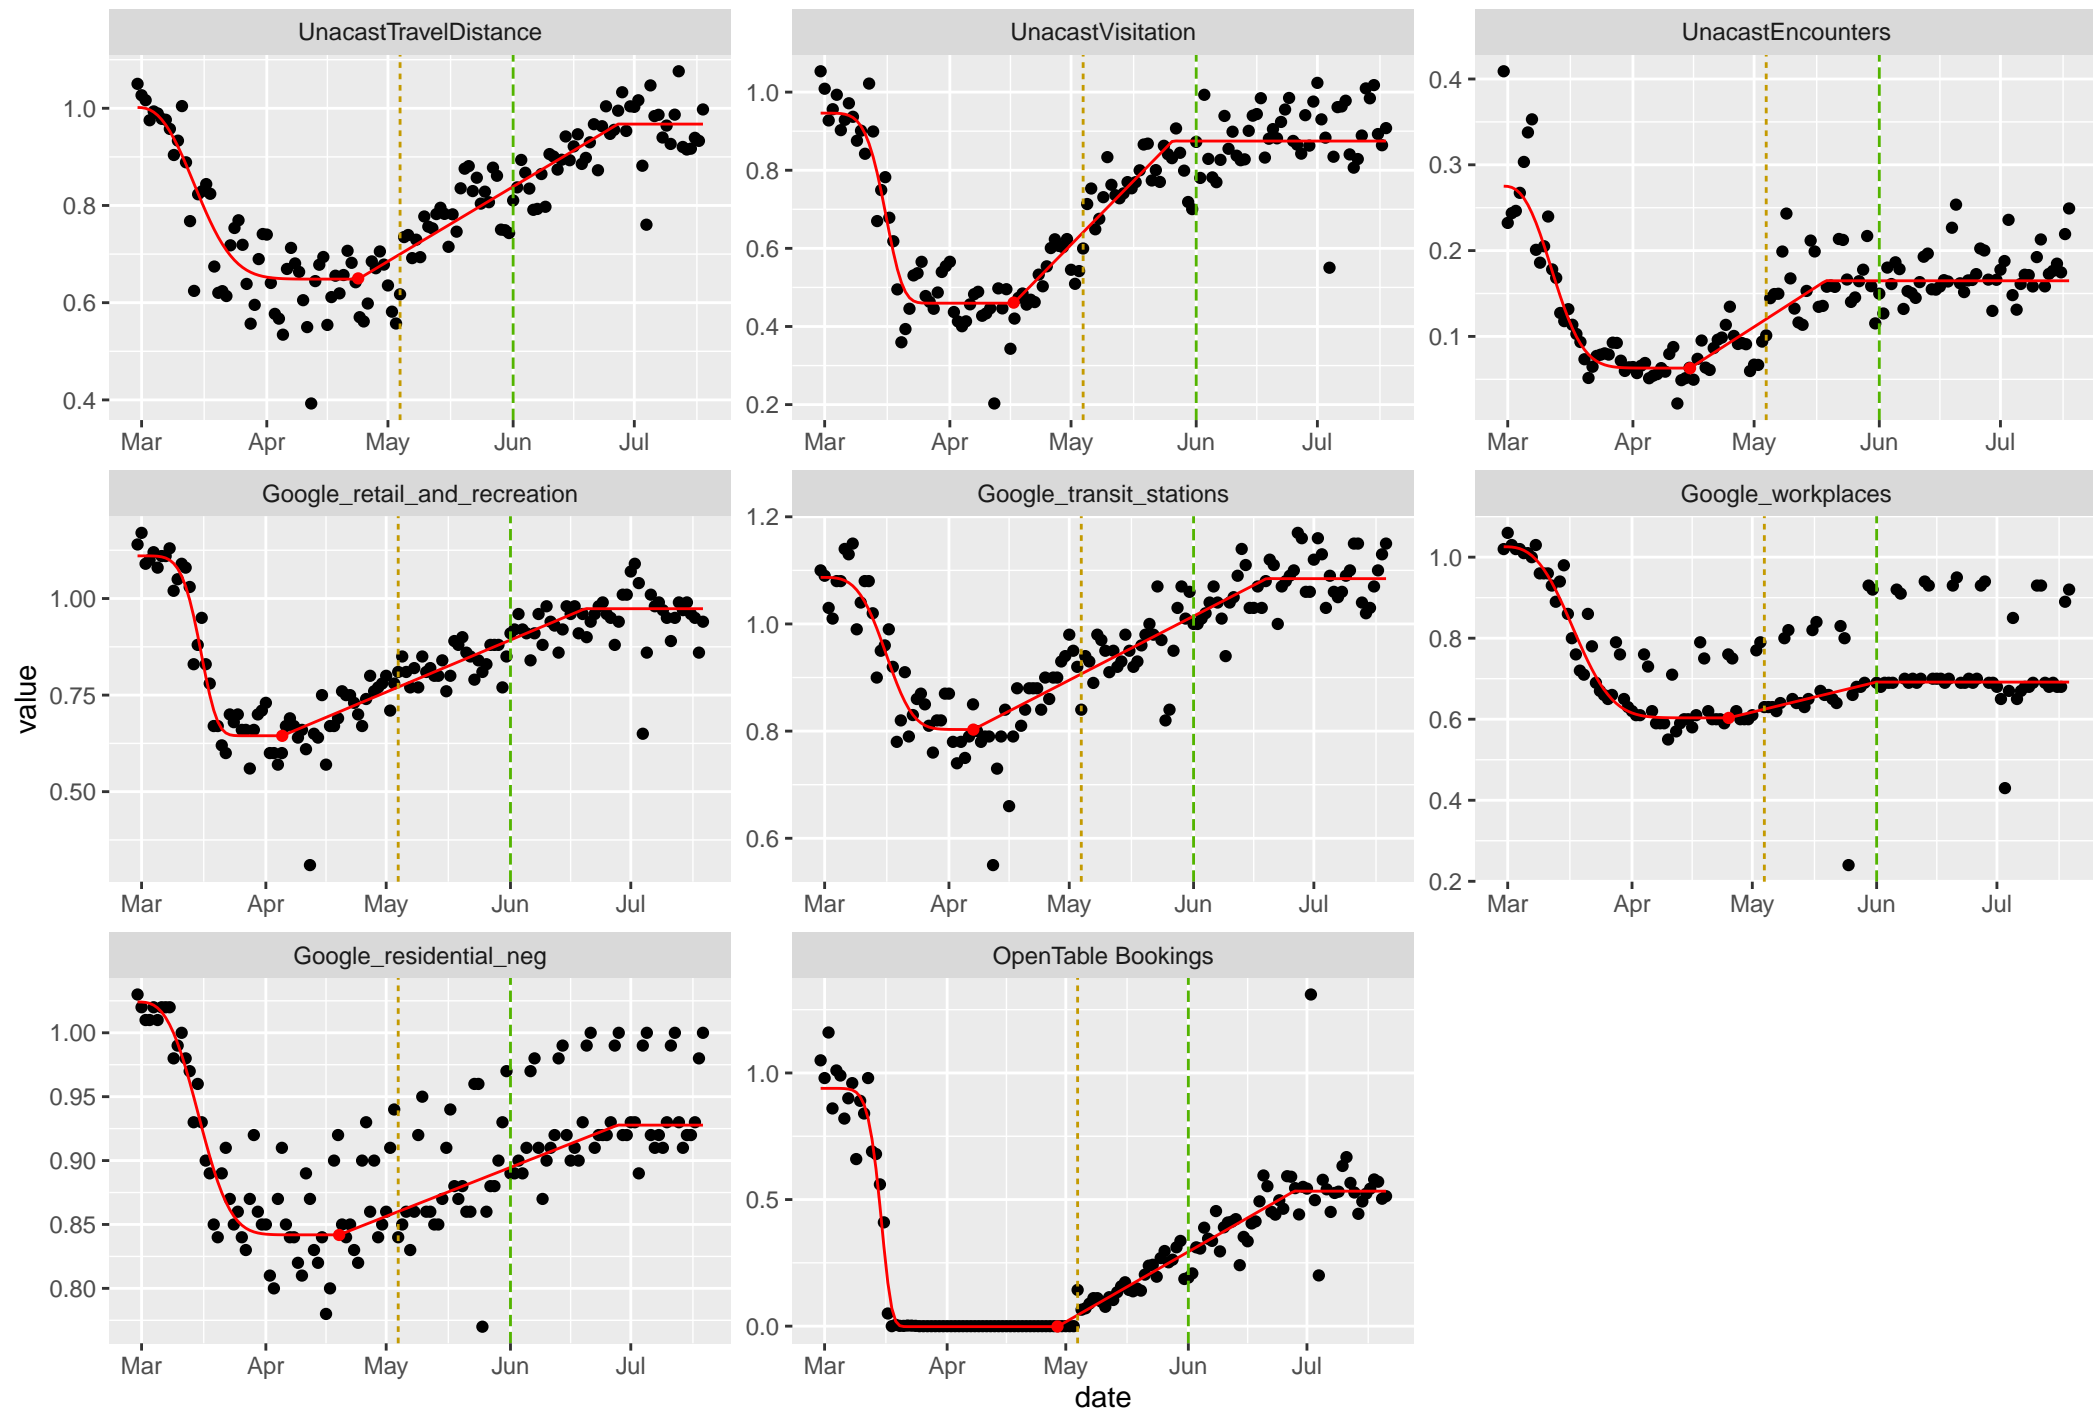 UnacastTravelDistance
UnacastVisitation
UnacastEncounters
1.0
0.8
0.6
0.4
Mar Apr May Jun Jul
1.0
0.8
0.6
0.4
0.2
Mar Apr May Jun Jul
0.4
0.3
0.2
0.1
Mar Apr May Jun Jul
Google_retail_and_recreation
Google_transit_stations
Google_workplaces
value
1.00
0.75
0.50
Mar Apr May Jun Jul
1.2
1.0
0.8
0.6
Mar Apr May Jun Jul
1.0
0.8
0.6
0.4
0.2
Mar Apr May Jun Jul
Google_residential_neg
OpenTable Bookings
1.00
0.95
0.90
0.85
0.80
Mar Apr May Jun Jul
1.0
0.5
0.0
Mar Apr May Jun Jul
date